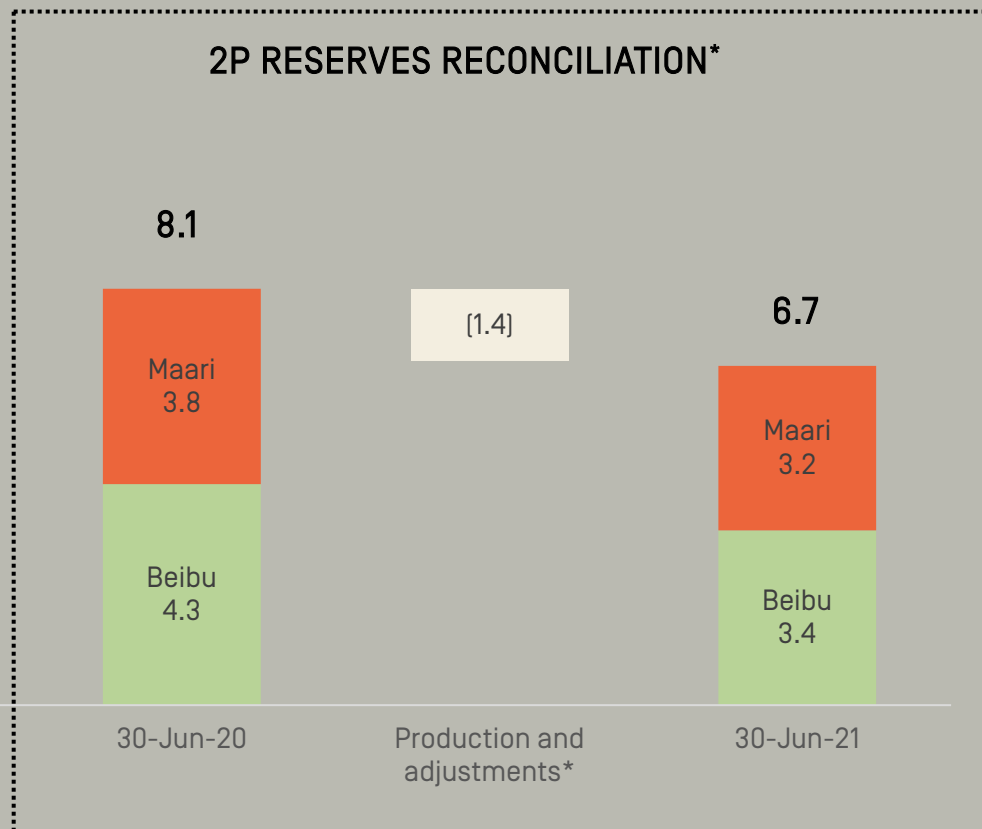 2P RESERVES RECONCILIATION*
8.1
Maari
3.8
Beibu
4.3
(1.4)
6.7
Maari
3.2
Beibu
3.4
30-Jun-20
Production and
adjustments*
30-Jun-21